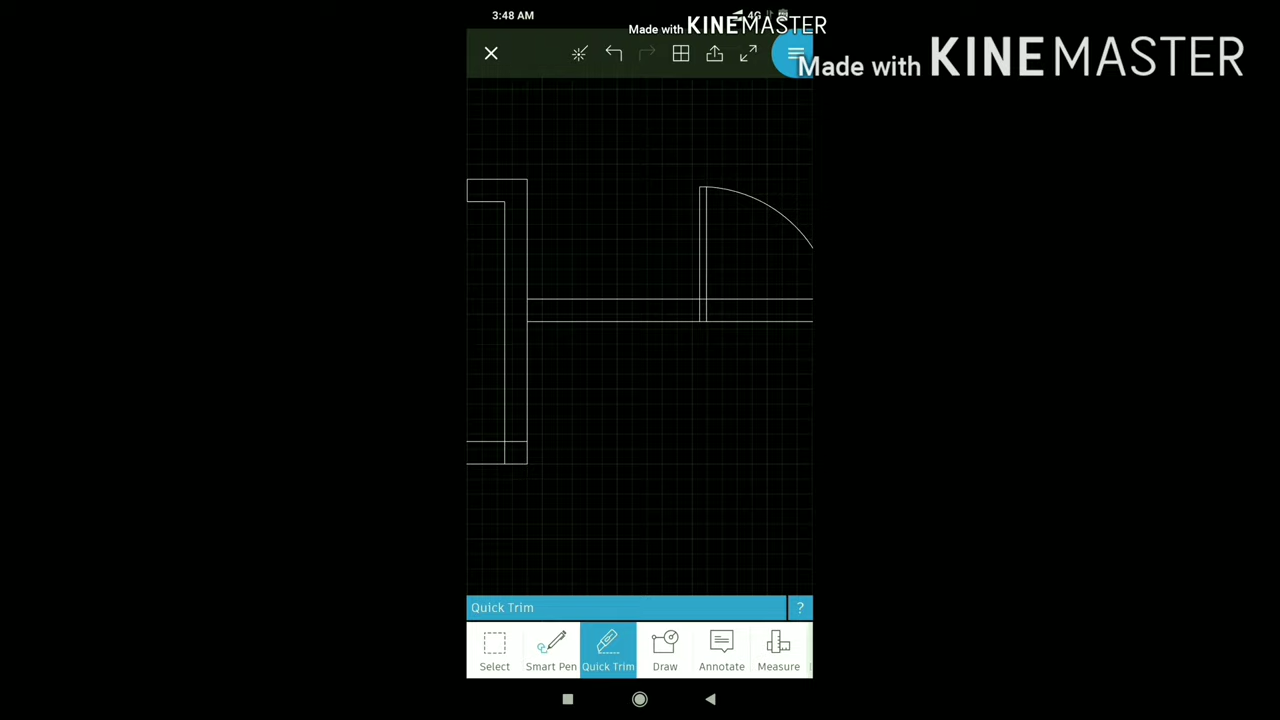 3:48 AM
4G
Made with KINEMASTER
Made with KINEMASTER
Quick Trim
?
Select
Smart Pen
Quick Trim
Draw
Annotate
Measure